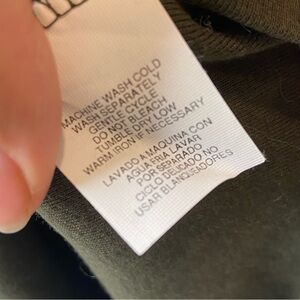 MACHINE WASH COLD
WASH SEPARATELY
GENTLE CYCLE
DO NOT BLEACH
TUMBLE DRY LOW
WARM IRON IF NECESSARY
LAVADO A MAQUINA CON
AGUA FRIA LAVAR
POR SEPARADO
CICLO DELICADO NO
USAR BLANQUEADORES